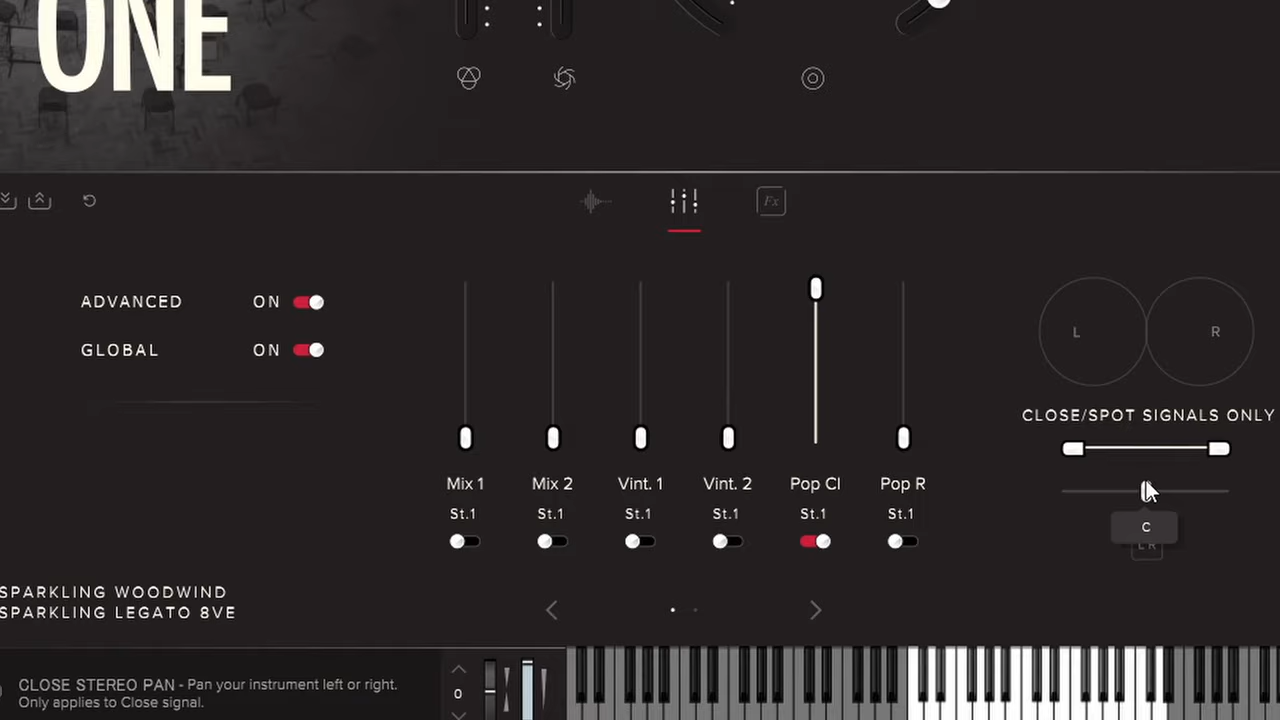 ONE
Fx
ADVANCED ON
GLOBAL ON
L R
CLOSE/SPOT SIGNALS ONLY
Mix 1 Mix 2 Vint. 1 Vint. 2 Pop Cl Pop R
St.1 St.1 St.1 St.1 St.1 St.1
C
L R
SPARKLING WOODWIND
SPARKLING LEGATO 8VE
CLOSE STEREO PAN - Pan your instrument left or right.
Only applies to Close signal.
0